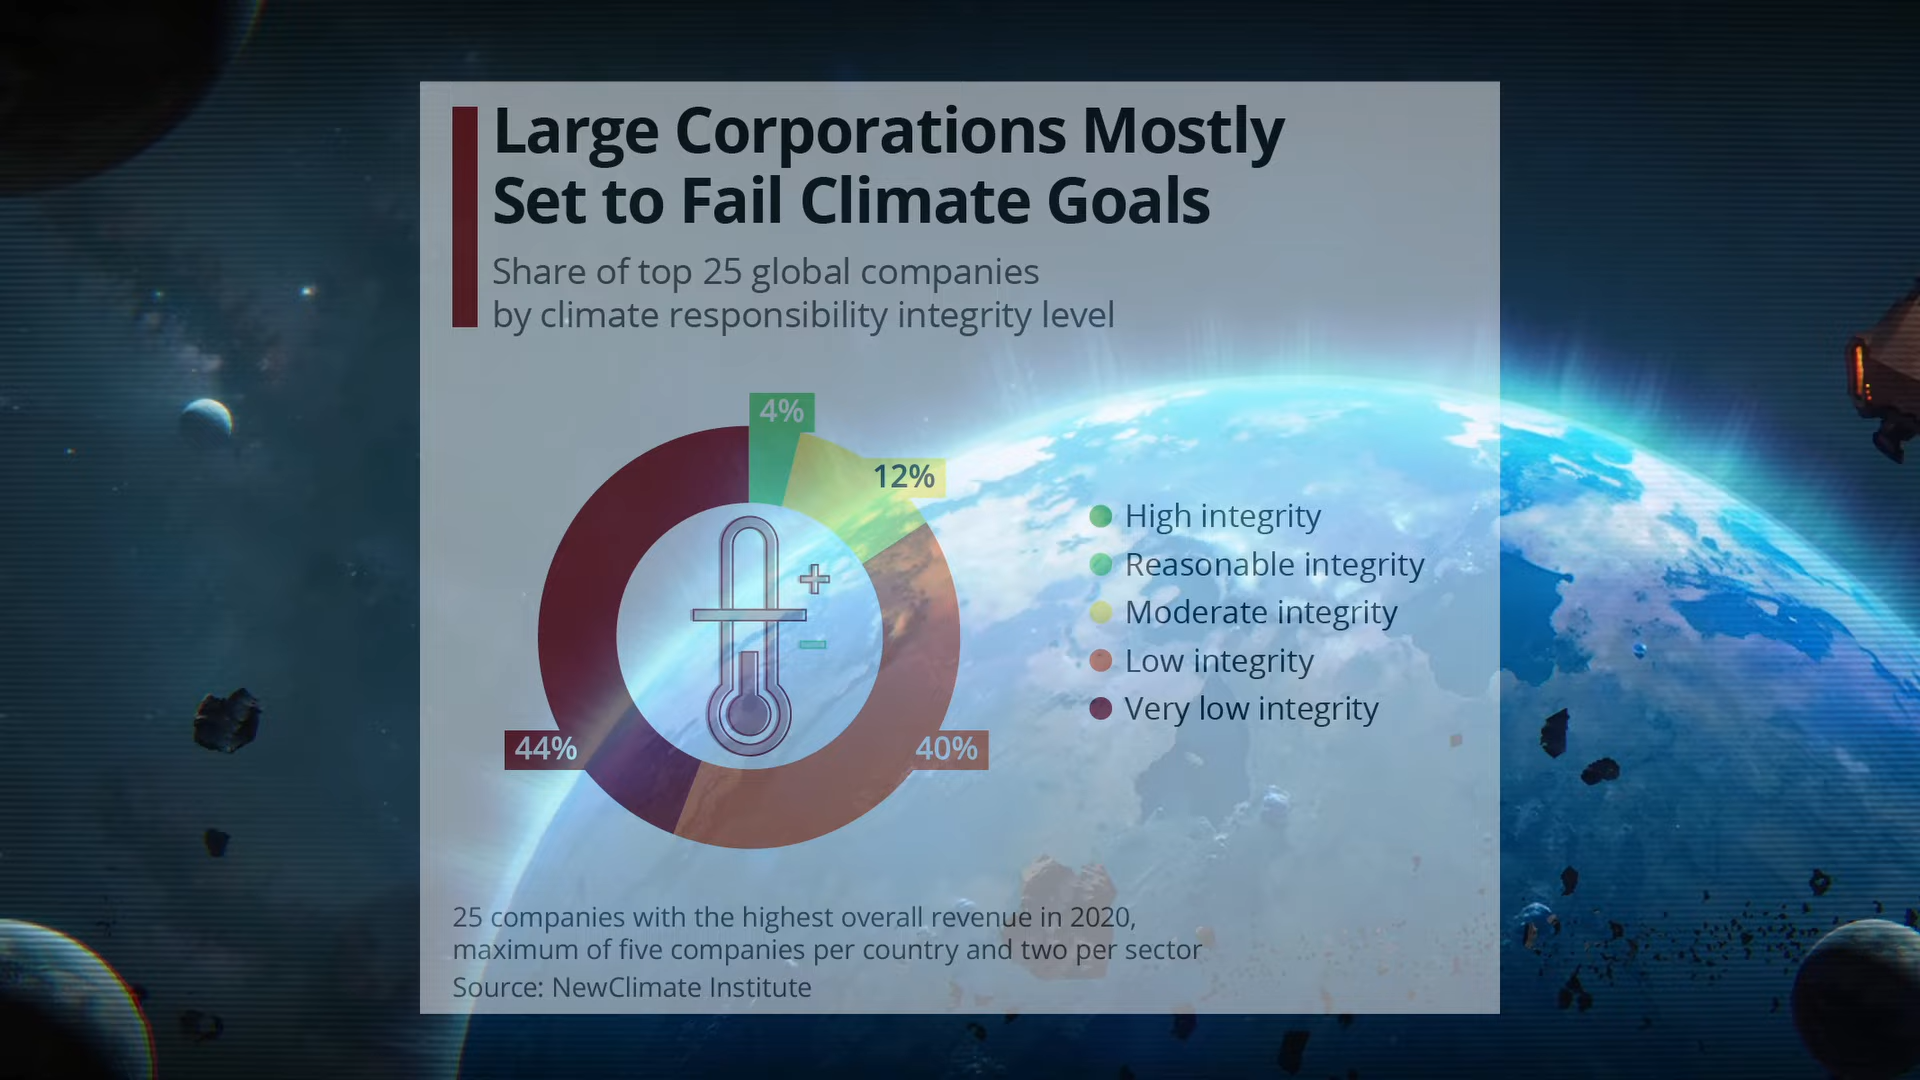 Large Corporations Mostly
Set to Fail Climate Goals
Share of top 25 global companies
by climate responsibility integrity level
4%
12%
High integrity
Reasonable integrity
Moderate integrity
Low integrity
Very low integrity
44%
40%
25 companies with the highest overall revenue in 2020,
maximum of five companies per country and two per sector
Source: NewClimate Institute